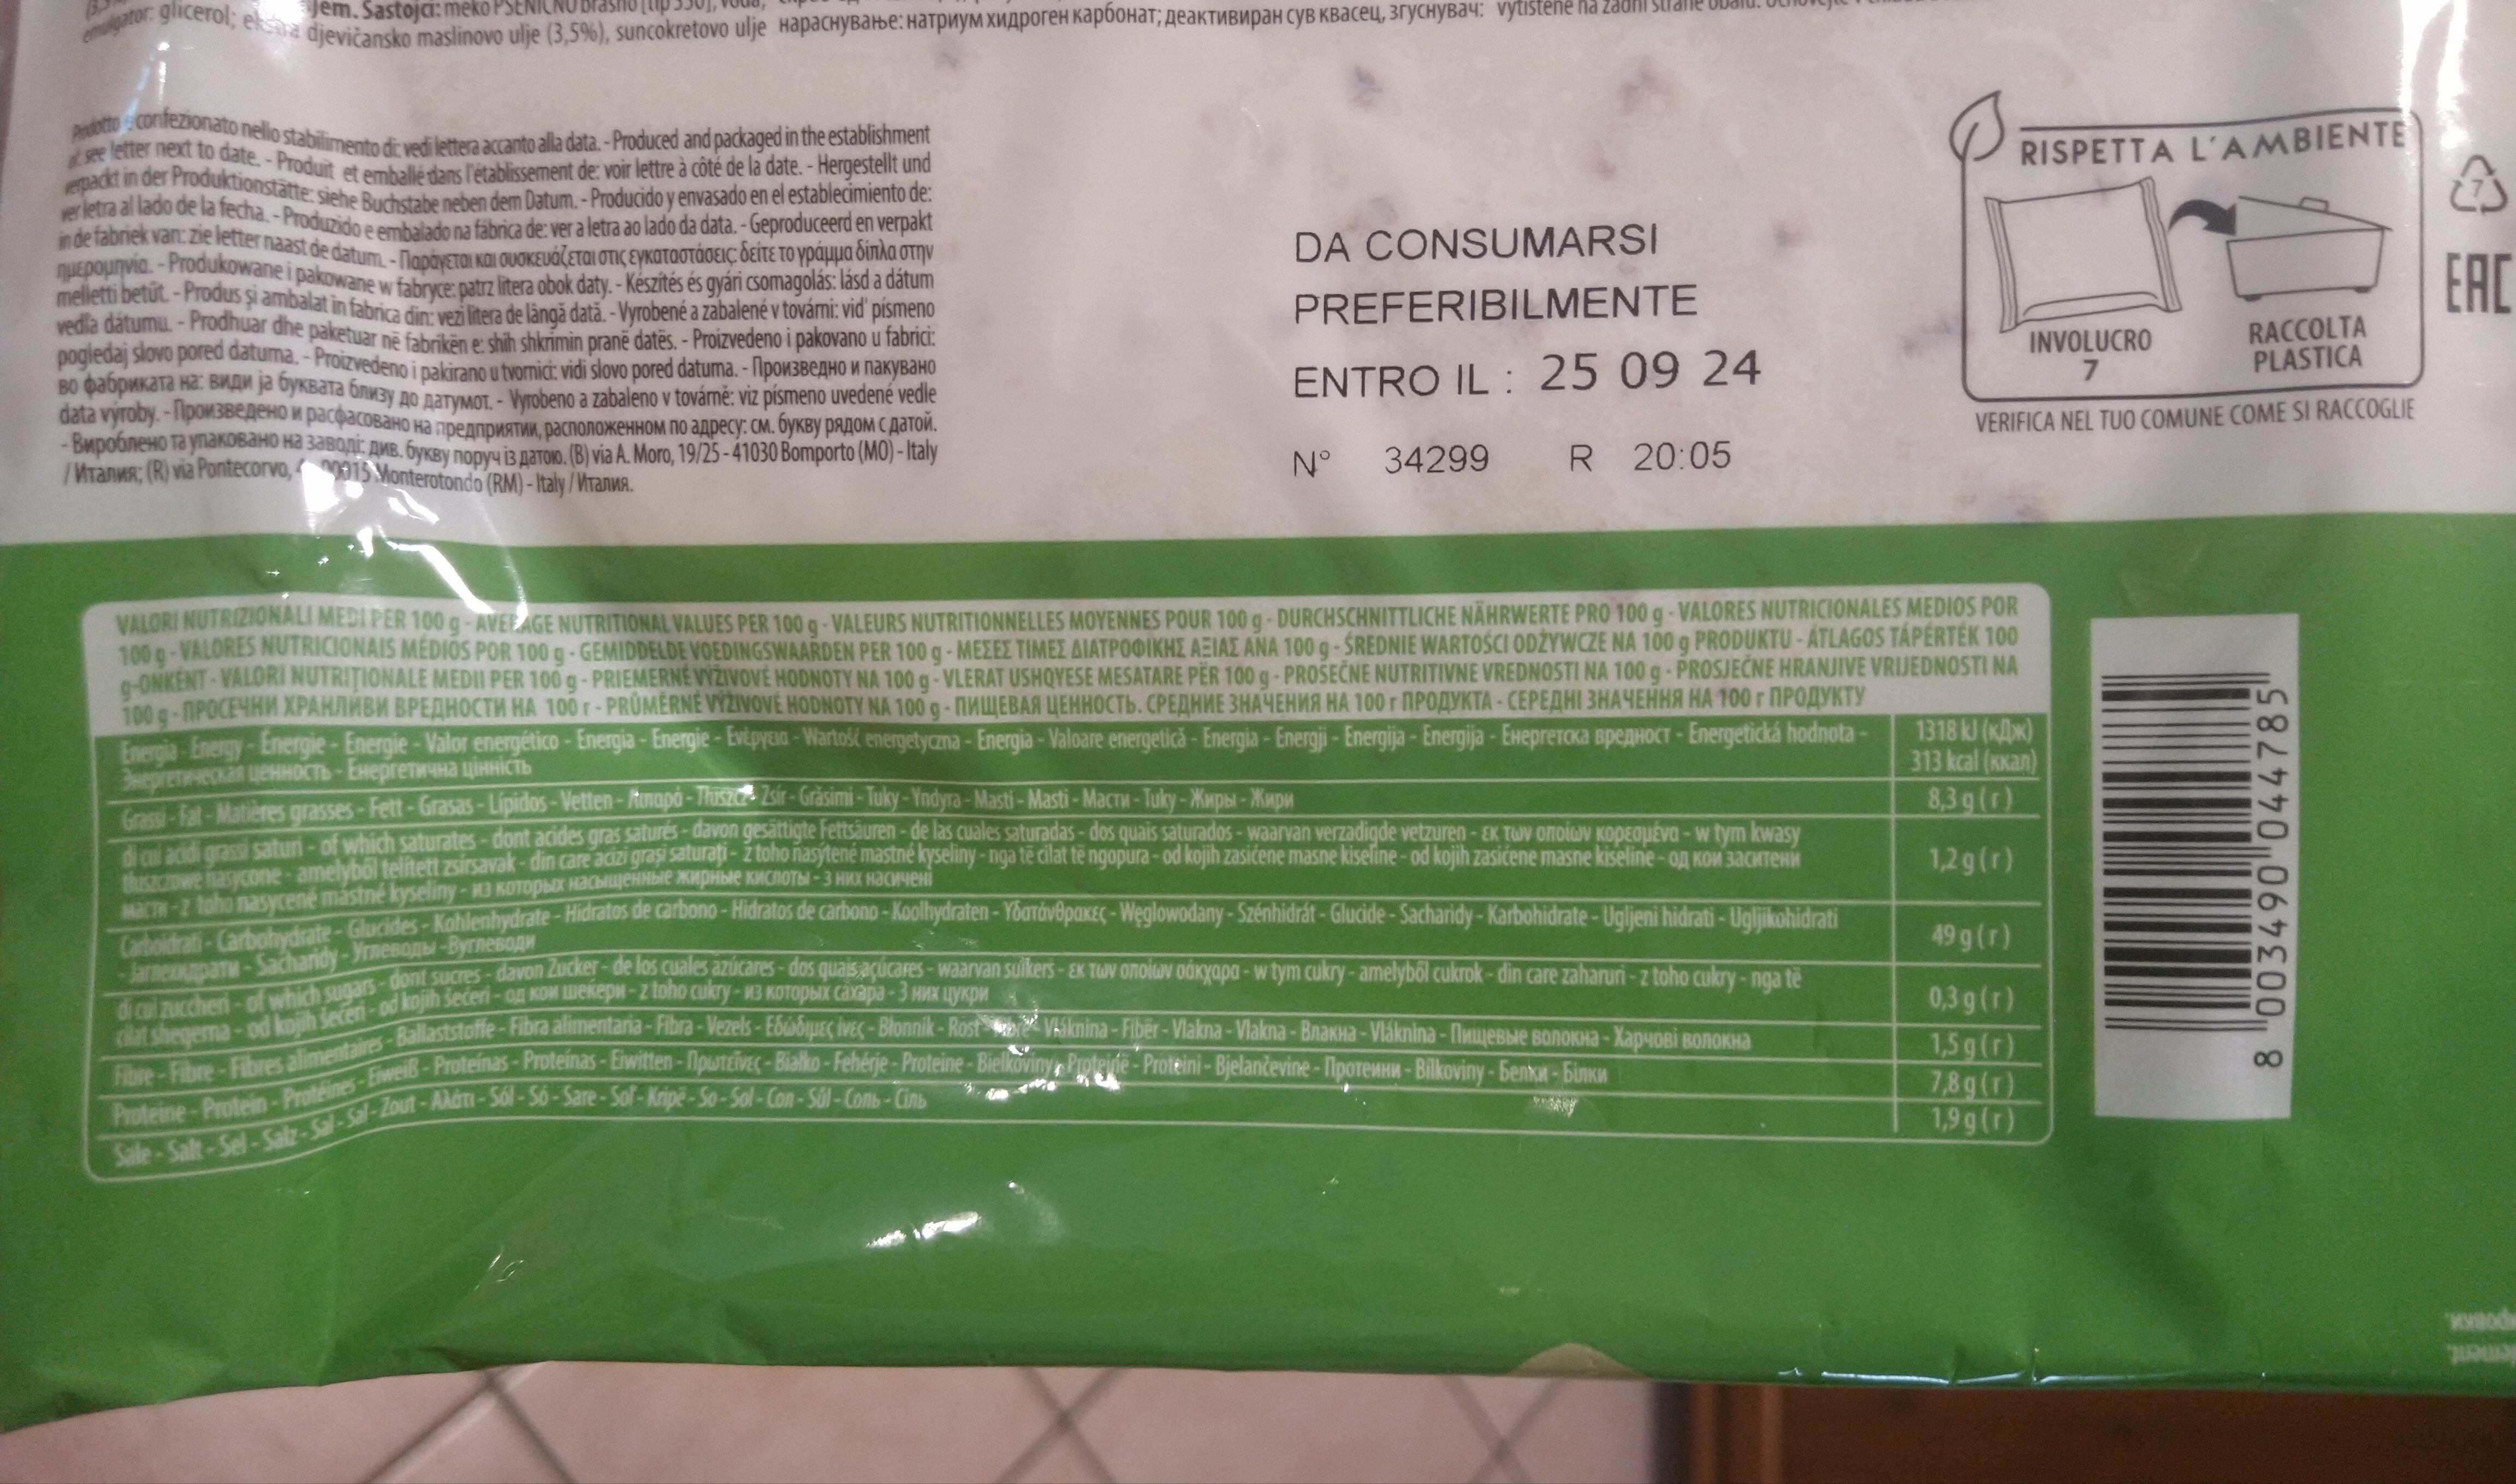 Jem. Sastojci: meko PŠENIČNO brašno [tip 550], voda,
emulgator: glicerol; ekstra djevičansko maslinovo ulje (3,5%), suncokretovo ulje
нараснување: натриум хидроген карбонат; деактивиран сув квасец, згуснувач:
vytištěné na zadní straně obalu.
Prodotto e confezionato nello stabilimento di: vedi lettera accanto alla data. - Produced and packaged in the establishment
of: see letter next to date. - Produit et emballé dans l'établissement de: voir lettre à côté de la date. - Hergestellt und
verpackt in der Produktionstätte: siehe Buchstabe neben dem Datum. - Producido y envasado en el establecimiento de:
ver letra al lado de la fecha. - Produzido e embalado na fábrica de: ver a letra ao lado da data. - Geproduceerd en verpakt
in de fabriek van: zie letter naast de datum. - Παράγεται και συσκευάζεται στις εγκαταστάσεις: δείτε το γράμμα δίπλα στην
ημερομηνία. - Produkowane i pakowane w fabryce: patrz litera obok daty. - Készítés és gyári csomagolás: lásd a dátum
melletti betűt. - Produs și ambalat în fabrica din: vezi litera de lângă dată. - Vyrobené a zabalené v továrni: viď písmeno
vedľa dátumu. - Prodhuar dhe paketuar në fabrikën e: shih shkrimin pranë datës. - Proizvedeno i pakovano u fabrici:
pogledaj slovo pored datuma. - Proizvedeno i pakirano u tvornici: vidi slovo pored datuma. - Произведно и пакувано
во фабриката на: види ја буквата близу до датумот. - Vyrobeno a zabaleno v továrně: viz písmeno uvedené vedle
data výroby. - Произведено и расфасовано на предприятии, расположенном по адресу: см. букву рядом с датой.
- Вироблено та упаковано на заводі: див. букву поруч із датою. (B) via A. Moro, 19/25 - 41030 Bomporto (MO) - Italy
/ Италия; (R) via Pontecorvo, 00015 Monterotondo (RM) - Italy / Италия.
DA CONSUMARSI
PREFERIBILMENTE
ENTRO IL : 25 09 24
N° 34299 R 20:05
RISPETTA L'AMBIENTE
INVOLUCRO
7
RACCOLTA
PLASTICA
VERIFICA NEL TUO COMUNE COME SI RACCOGLIE
7
EAC
VALORI NUTRIZIONALI MEDI PER 100 g - AVERAGE NUTRITIONAL VALUES PER 100 g - VALEURS NUTRITIONNELLES MOYENNES POUR 100 g - DURCHSCHNITTLICHE NÄHRWERTE PRO 100 g - VALORES NUTRICIONALES MEDIOS POR
100 g - VALORES NUTRICIONAIS MÉDIOS POR 100 g - GEMIDDELDE VOEDINGSWAARDEN PER 100 g - ΜΕΣΕΣ ΤΙΜΕΣ ΔΙΑΤΡΟΦΙΚΗΣ ΑΞΙΑΣ ΑΝΑ 100 g - ŚREDNIE WARTOŚCI ODŻYWCZE NA 100 g PRODUKTU - ÁTLAGOS TÁPÉRTÉK 100
g-ONKÉNT - VALORI NUTRIȚIONALE MEDII PER 100 g - PRIEMERNÉ VÝŽIVOVÉ HODNOTY NA 100 g - VLERAT USHQYESE MESATARE PËR 100 g - PROSEČNE NUTRITIVNE VREDNOSTI NA 100 g - PROSJEČNE HRANJIVE VRIJEDNOSTI NA
100 g - ПРОСЕЧНИ ХРАНЛИВИ ВРЕДНОСТИ НА 100 г - PRŮMĚRNÉ VÝŽIVOVÉ HODNOTY NA 100 g - ПИЩЕВАЯ ЦЕННОСТЬ. СРЕДНИЕ ЗНАЧЕНИЯ НА 100 г ПРОДУКТА - СЕРЕДНІ ЗНАЧЕННЯ НА 100 г ПРОДУКТУ
Energia - Energy - Énergie - Energie - Valor energético - Energia - Energie - Ενέργεια - Wartość energetyczna - Energia - Valoare energetică - Energia - Energji - Energija - Energija - Енергетска вредност - Energetická hodnota -
Энергетическая ценность - Енергетична цінність
1318 kJ (кДж)
313 kcal (ккал)
Grassi - Fat - Matières grasses - Fett - Grasas - Lípidos - Vetten - Λιπαρά - Tłuszcz - Zsír - Grăsimi - Tuky - Yndyra - Masti - Masti - Масти - Tuky - Жиры - Жири
8,3 g (г)
di cui acidi grassi saturi - of which saturates - dont acides gras saturés - davon gesättigte Fettsäuren - de las cuales saturadas - dos quais saturados - waarvan verzadigde vetzuren - εκ των οποίων κορεσμένα - w tym kwasy
tłuszczowe nasycone - amelyből telített zsírsavak - din care acizi grași saturați - z toho nasýtené mastné kyseliny - nga të cilat të ngopura - od kojih zasićene masne kiseline - od kojih zasićene masne kiseline - од кои заситени
масти - z toho nasycené mastné kyseliny - из которых насыщенные жирные кислоты - з них насичені
1,2 g (г)
Carboidrati - Carbohydrate - Glucides - Kohlenhydrate - Hidratos de carbono - Hidratos de carbono - Koolhydraten - Υδατάνθρακες - Węglowodany - Szénhidrát - Glucide - Sacharidy - Karbohidrate - Ugljeni hidrati - Ugljikohidrati
- Јаглехидрати - Sacharidy - Углеводы -Вуглеводи
49 g (г)
di cui zuccheri - of which sugars - dont sucres - davon Zucker - de los cuales azúcares - dos quais açúcares - waarvan suikers - εκ των οποίων σάκχαρα - w tym cukry - amelyből cukrok - din care zaharuri - z toho cukry - nga të
cilat sheqerna - od kojih šećeri - od kojih šećeri - од кои шеќери - z toho cukry - из которых сахара - З них цукри
0,3 g (г)
Fibre - Fibre - Fibres alimentaires - Ballaststoffe - Fibra alimentaria - Fibra - Vezels - Εδώδιμες ίνες - Błonnik - Rost - Vláknina - Fibër - Vlakna - Vlakna - Влакна - Vláknina - Пищевые волокна - Харчові волокна
1,5 g (г)
Proteine - Protein - Protéines - Eiweiß - Proteínas - Proteínas - Eiwitten - Πρωτεΐνες - Białko - Fehérje - Proteine - Bielkoviny - Proteinë - Proteini - Bjelančevine - Протеини - Bílkoviny - Белки - Білки
7,8 g (г)
Sale - Salt - Sel - Salz - Sal - Sal - Zout - Αλάτι - Sól - Só - Sare - Soľ - Kripë - So - Sol - Сол - Sůl - Соль - Сіль
1,9 g (г)
8 003490 044785